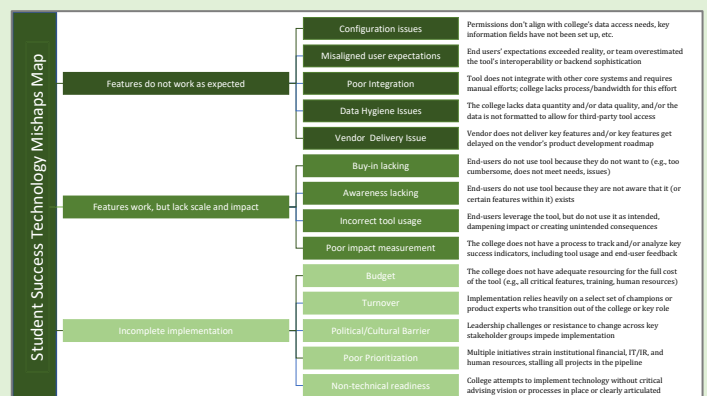 Student Success Technology Mishaps Map
Features do not work as expected
Configuration issues
Permissions don't align with college's data access needs, key
information fields have not been set up, etc.
Misaligned user expectations
End users' expectations exceeded reality, or team overestimated
the tool's interoperability or backend sophistication
Poor Integration
Tool does not integrate with other core systems and requires
manual efforts; college lacks process/bandwidth for this effort
Data Hygiene Issues
The college lacks data quantity and/or data quality, and/or the
data is not formatted to allow for third-party tool access
Vendor Delivery Issue
Vendor does not deliver key features and/or key features get
delayed on the vendor's product development roadmap
Features work, but lack scale and impact
Buy-in lacking
End-users do not use tool because they do not want to (e.g., too
cumbersome, does not meet needs, issues)
Awareness lacking
End-users do not use tool because they are not aware that it (or
certain features within it) exists
Incorrect tool usage
End-users leverage the tool, but do not use it as intended,
dampening impact or creating unintended consequences
Poor impact measurement
The college does not have a process to track and/or analyze key
success indicators, including tool usage and end-user feedback
Incomplete implementation
Budget
The college does not have adequate resourcing for the full cost
of the tool (e.g., all critical features, training, human resources)
Turnover
Implementation relies heavily on a select set of champions or
product experts who transition out of the college or key role
Political/Cultural Barrier
Leadership challenges or resistance to change across key
stakeholder groups impede implementation
Poor Prioritization
Multiple initiatives strain institutional financial, IT/IR, and
human resources, stalling all projects in the pipeline
Non-technical readiness
College attempts to implement technology without critical
advising vision or processes in place or clearly articulated